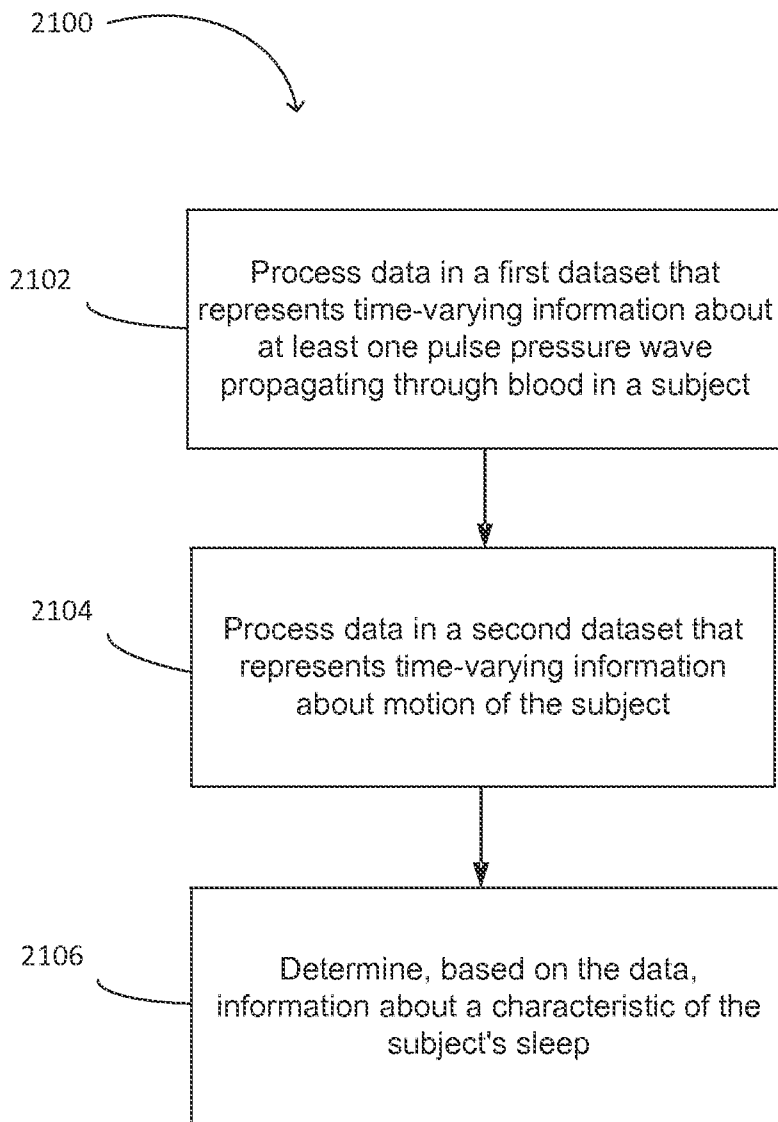 2100
2102
Process data in a first dataset that
represents time-varying information about
at least one pulse pressure wave
propagating through blood in a subject
2104
Process data in a second dataset that
represents time-varying information
about motion of the subject
2106
Determine, based on the data,
information about a characteristic of the
subject's sleep